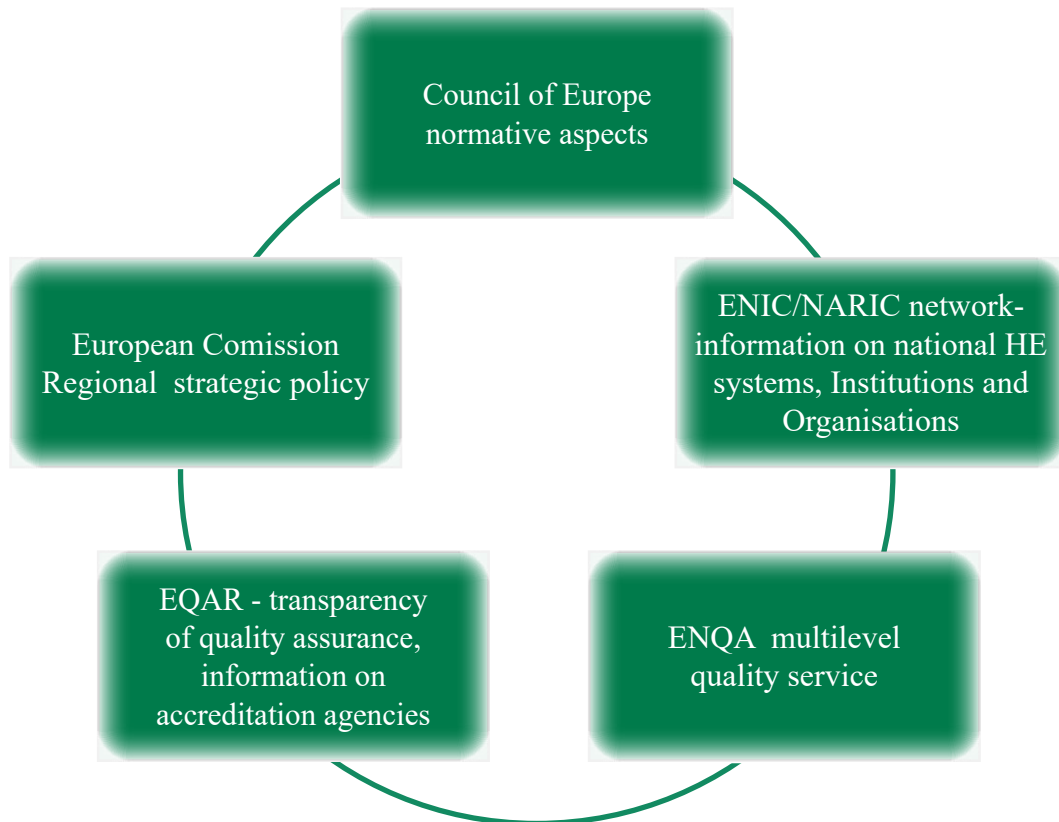 Council of Europe
normative aspects
European Comission
Regional  strategic policy
ENIC/NARIC network-
information on national HE
systems, Institutions and
Organisations
EQAR - transparency
of quality assurance,
information on
accreditation agencies
ENQA  multilevel
quality service